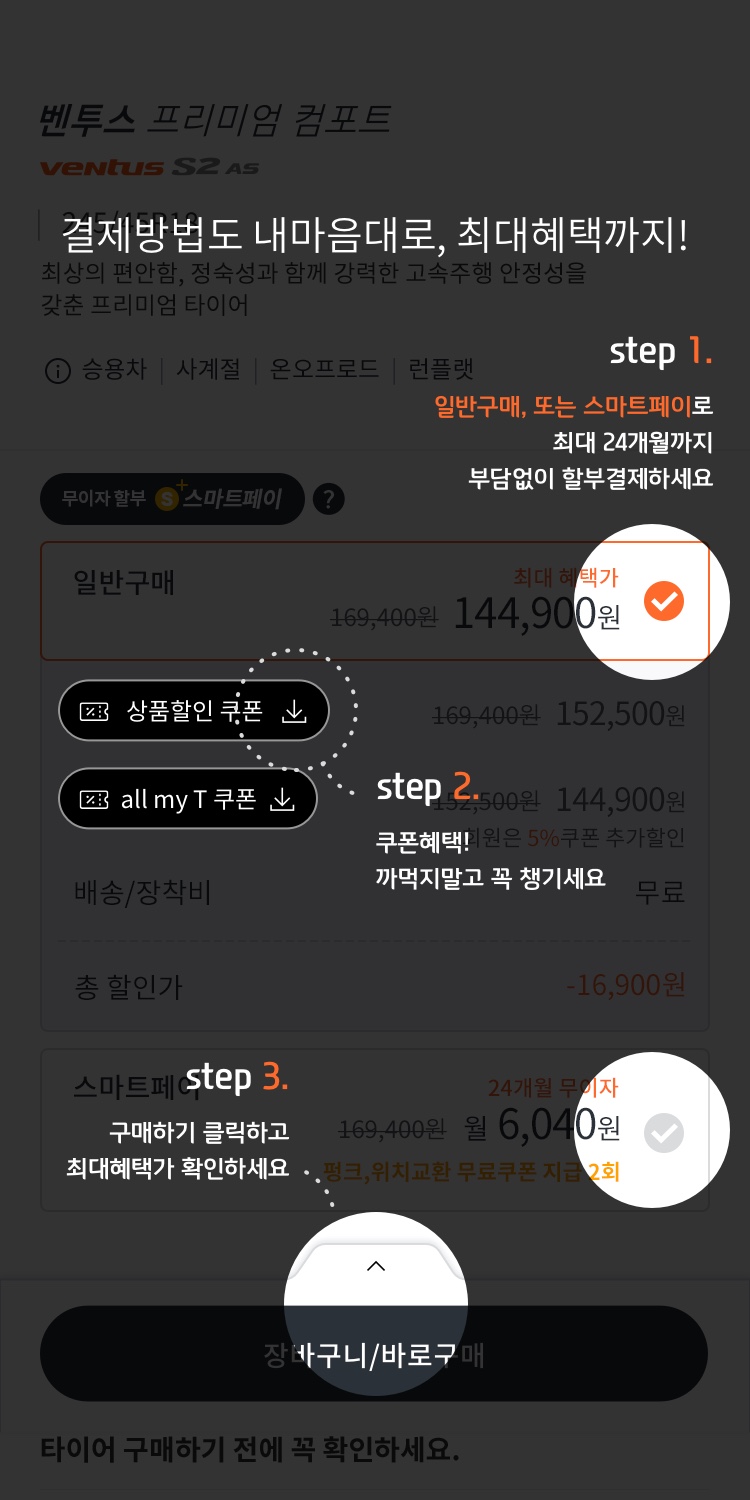 벤투스 프리미엄 컴포트
ventus S2 AS
245/45R18
결제방법도 내마음대로, 최대혜택까지!
최상의 편안함, 정숙성과 함께 강력한 고속주행 안정성을
갖춘 프리미엄 타이어
step 1.
승용차 | 사계절 | 온오프로드 | 런플랫
일반구매, 또는 스마트페이로
최대 24개월까지
부담없이 할부결제하세요
무이자 할부 S+ 스마트페이 ?
일반구매
최대 혜택가
169,400원 144,900원
상품할인 쿠폰
169,400원 152,500원
step 2.
all my T 쿠폰
152,500원 144,900원
회원은 5%쿠폰 추가할인
쿠폰혜택!
까먹지말고 꼭 챙기세요
배송/장착비 무료
총 할인가 -16,900원
스마트페이
step 3.
24개월 무이자
169,400원 월 6,040원
구매하기 클릭하고
최대혜택가 확인하세요
펑크,위치교환 무료쿠폰 지급 2회
장바구니/바로구매
타이어 구매하기 전에 꼭 확인하세요.